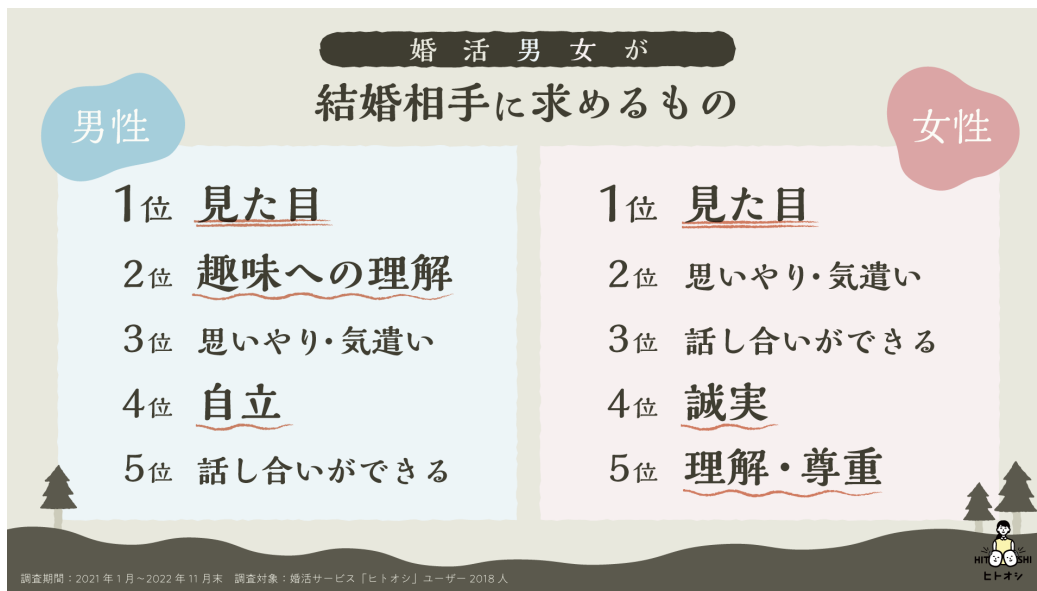 婚活男女が
結婚相手に求めるもの
男性
1位 見た目
2位 趣味への理解
3位 思いやり・気遣い
4位 自立
5位 話し合いができる
女性
1位 見た目
2位 思いやり・気遣い
3位 話し合いができる
4位 誠実
5位 理解・尊重
調査期間：2021年1月~2022年11月末　調査対象：婚活サービス「ヒトオシ」ユーザー2018人
HITOSHI
ヒトオシ